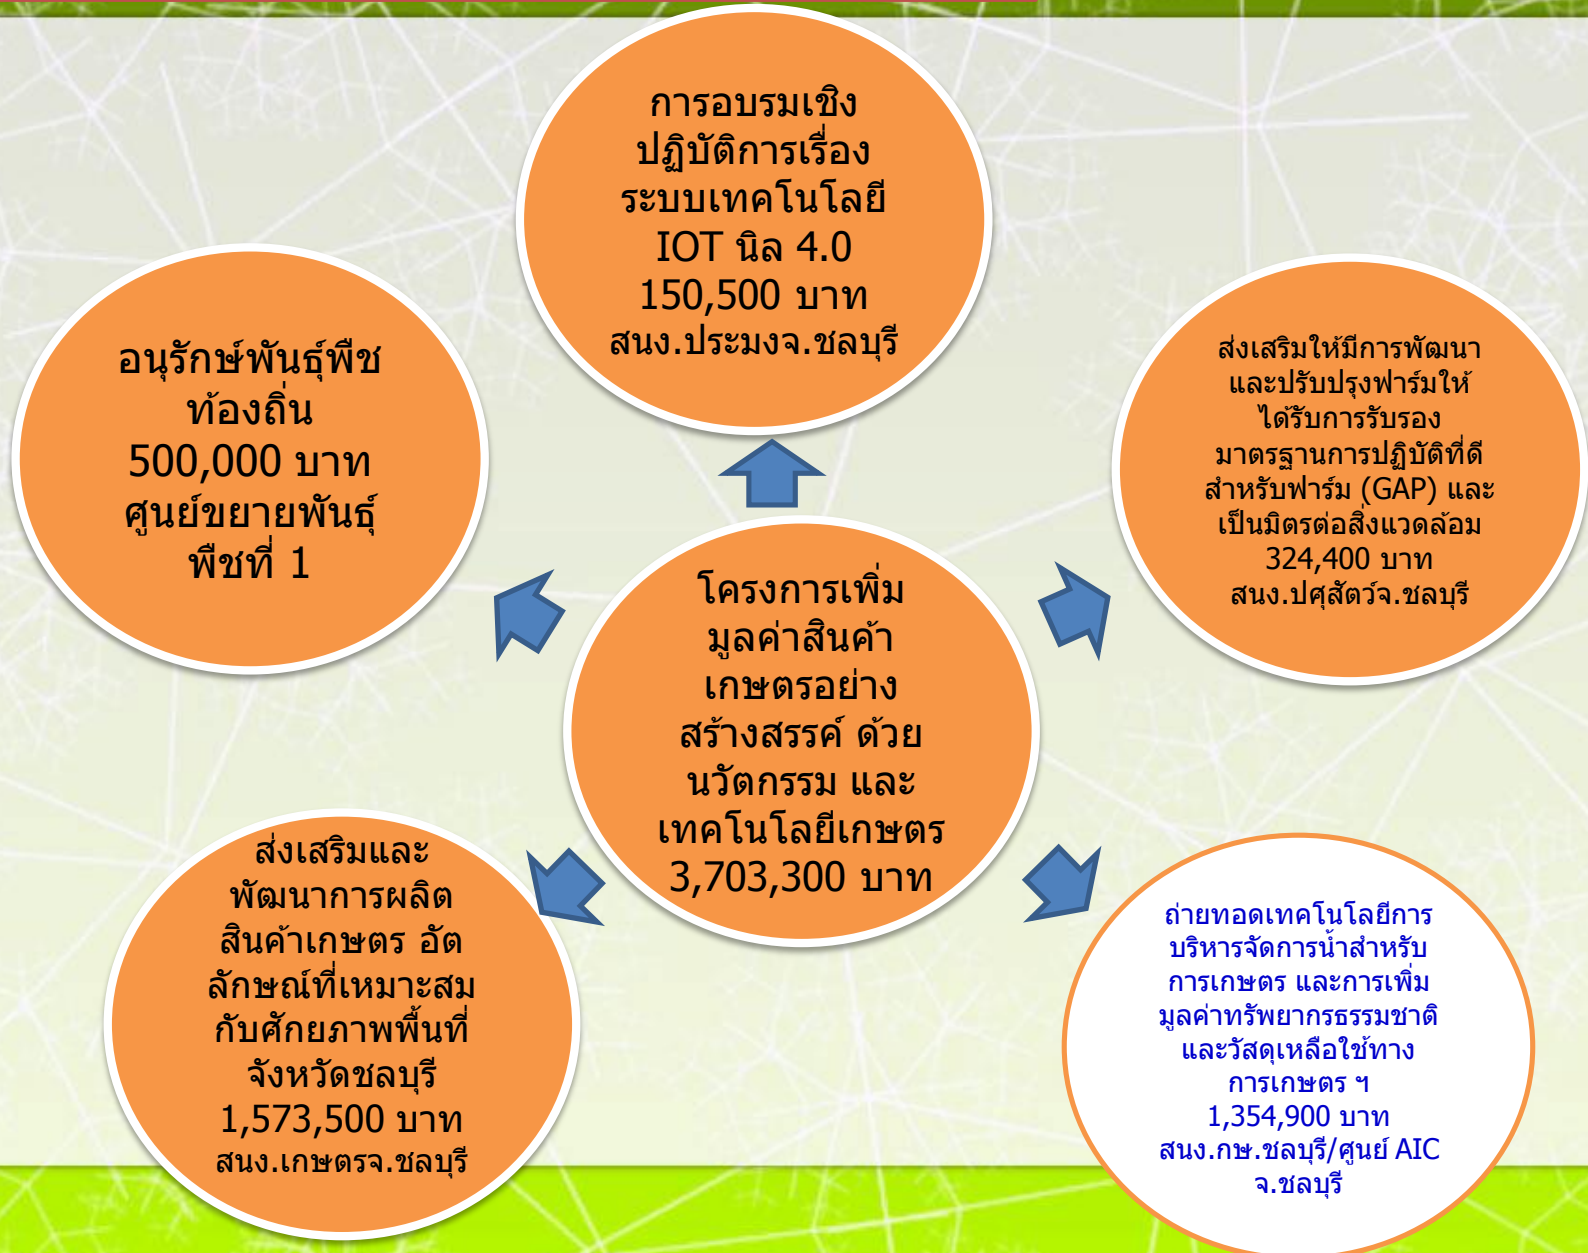 การอบรมเชิง
ปฏิบัติการเรื่อง
ระบบเทคโนโลยี
IOT นิล 4.0
150,500 บาท
สนง.ประมงจ.ชลบุรี
อนุรักษ์พันธุ์พืช
ท้องถิ่น
500,000 บาท
ศูนย์ขยายพันธุ์
พืชที่ 1
ส่งเสริมให้มีการพัฒนา
และปรับปรุงฟาร์มให้
ได้รับการรับรอง
มาตรฐานการปฏิบัติที่ดี
สำหรับฟาร์ม (GAP) และ
เป็นมิตรต่อสิ่งแวดล้อม
324,400 บาท
สนง.ปศุสัตว์จ.ชลบุรี
โครงการเพิ่ม
มูลค่าสินค้า
เกษตรอย่าง
สร้างสรรค์ ด้วย
นวัตกรรม และ
เทคโนโลยีเกษตร
3,703,300 บาท
ส่งเสริมและ
พัฒนาการผลิต
สินค้าเกษตร อัต
ลักษณ์ที่เหมาะสม
กับศักยภาพพื้นที่
จังหวัดชลบุรี
1,573,500 บาท
สนง.เกษตรจ.ชลบุรี
ถ่ายทอดเทคโนโลยีการ
บริหารจัดการน้ำสำหรับ
การเกษตร และการเพิ่ม
มูลค่าทรัพยากรธรรมชาติ
และวัสดุเหลือใช้ทาง
การเกษตร ฯ
1,354,900 บาท
สนง.กษ.ชลบุรี/ศูนย์ AIC
จ.ชลบุรี